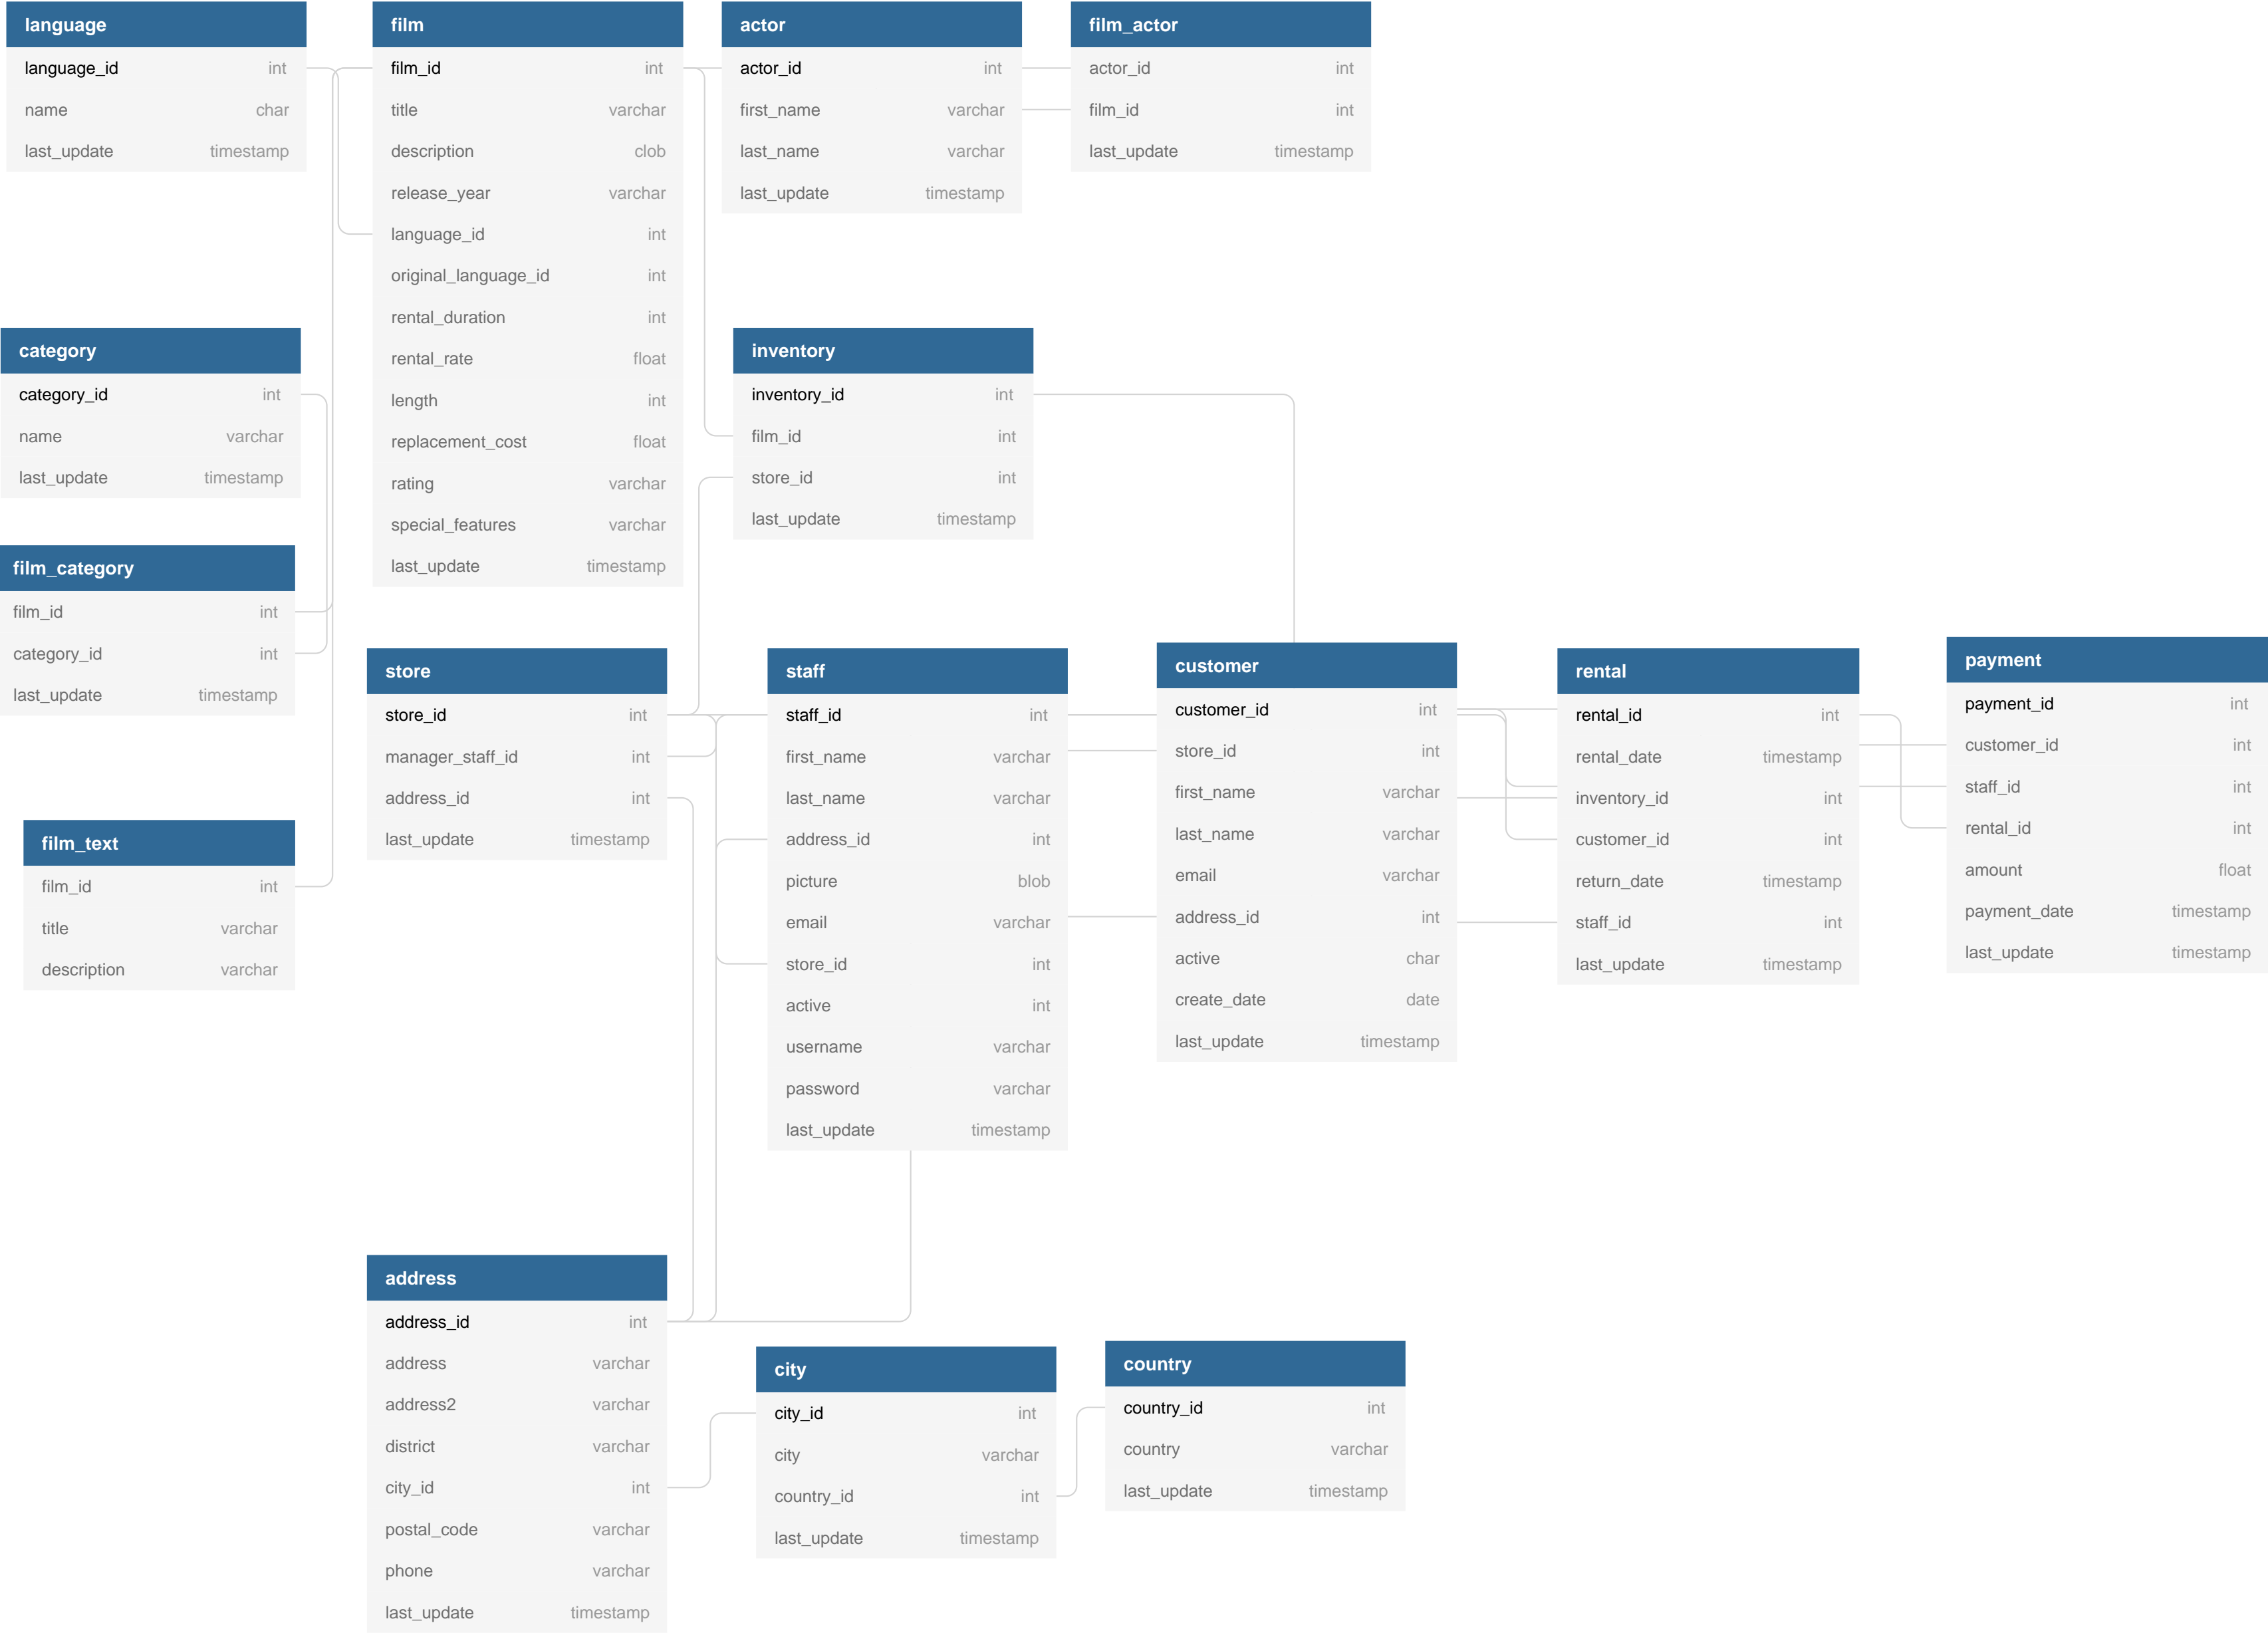 language
language_id int
name char
last_update timestamp
film
film_id int
title varchar
description clob
release_year varchar
language_id int
original_language_id int
rental_duration int
rental_rate float
length int
replacement_cost float
rating varchar
special_features varchar
last_update timestamp
actor
actor_id int
first_name varchar
last_name varchar
last_update timestamp
film_actor
actor_id int
film_id int
last_update timestamp
category
category_id int
name varchar
last_update timestamp
inventory
inventory_id int
film_id int
store_id int
last_update timestamp
film_category
film_id int
category_id int
last_update timestamp
store
store_id int
manager_staff_id int
address_id int
last_update timestamp
staff
staff_id int
first_name varchar
last_name varchar
address_id int
picture blob
email varchar
store_id int
active int
username varchar
password varchar
last_update timestamp
customer
customer_id int
store_id int
first_name varchar
last_name varchar
email varchar
address_id int
active char
create_date date
last_update timestamp
rental
rental_id int
rental_date timestamp
inventory_id int
customer_id int
return_date timestamp
staff_id int
last_update timestamp
payment
payment_id int
customer_id int
staff_id int
rental_id int
amount float
payment_date timestamp
last_update timestamp
film_text
film_id int
title varchar
description varchar
address
address_id int
address varchar
address2 varchar
district varchar
city_id int
postal_code varchar
phone varchar
last_update timestamp
city
city_id int
city varchar
country_id int
last_update timestamp
country
country_id int
country varchar
last_update timestamp